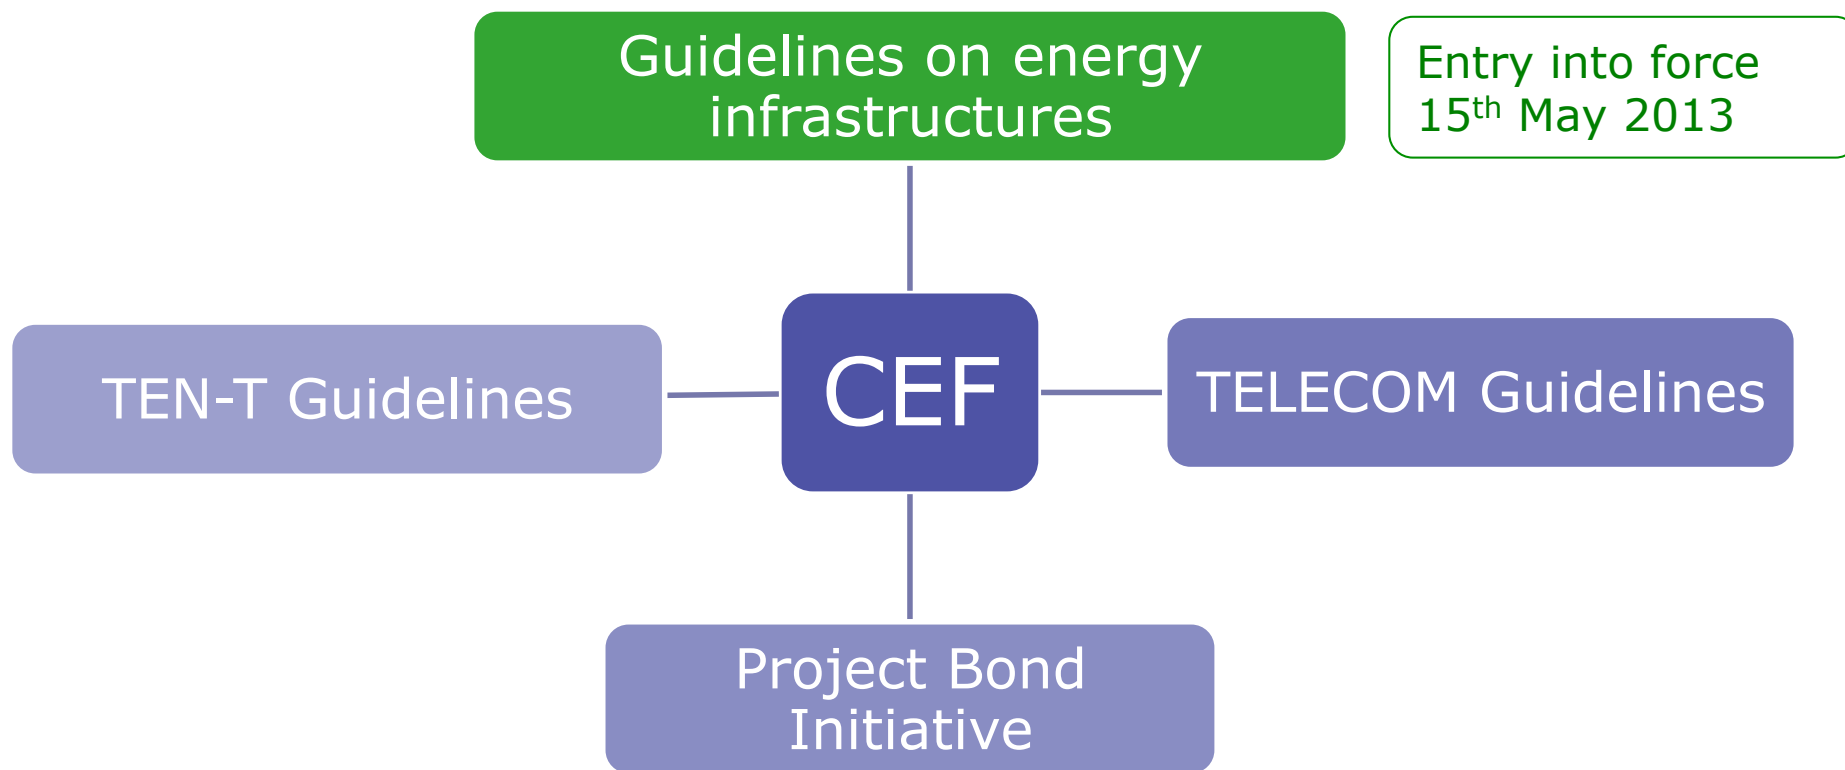 Guidelines on energy
infrastructures
Entry into force
15th May 2013
TEN-T Guidelines
CEF
TELECOM Guidelines
Project Bond
Initiative